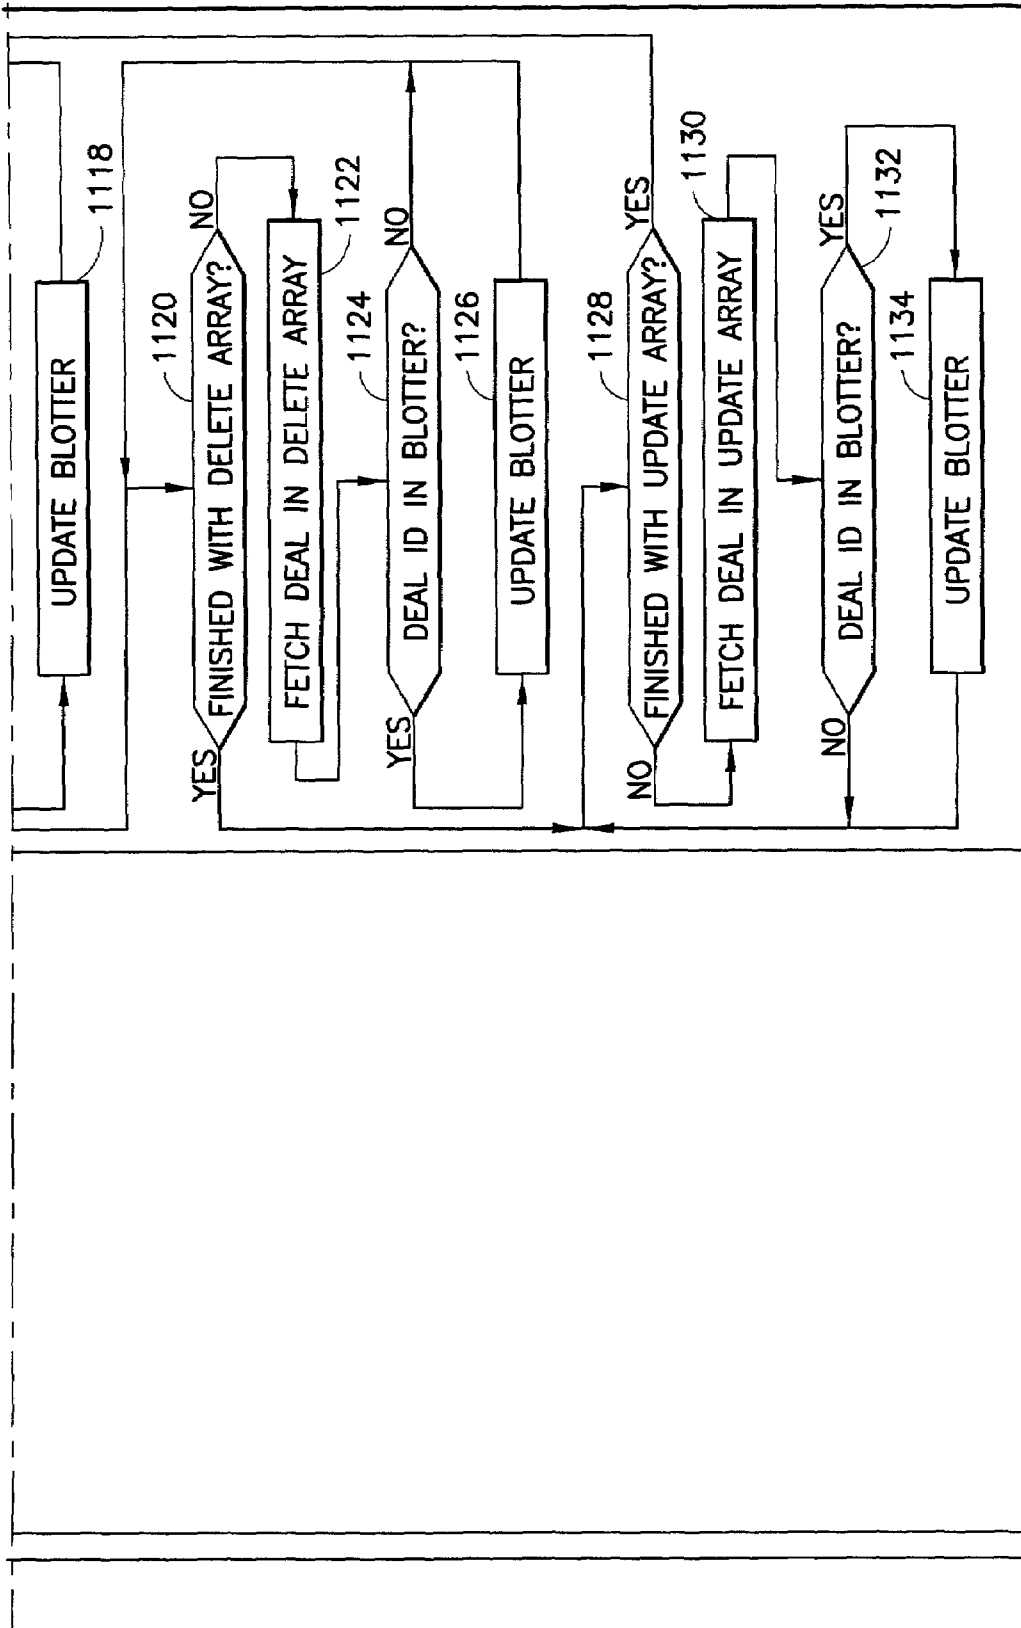 UPDATE BLOTTER
1118
1120
YES
FINISHED WITH DELETE ARRAY?
NO
FETCH DEAL IN DELETE ARRAY
1122
1124
YES
DEAL ID IN BLOTTER?
NO
1126
UPDATE BLOTTER
1128
NO
FINISHED WITH UPDATE ARRAY?
YES
FETCH DEAL IN UPDATE ARRAY
1130
NO
DEAL ID IN BLOTTER?
YES
1132
1134
UPDATE BLOTTER